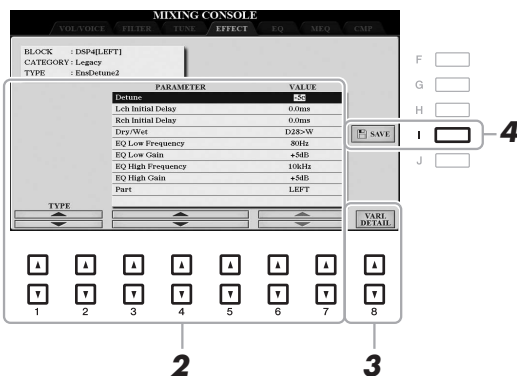 MIXING CONSOLE
VOL/VOICE FILTER TUNE EFFECT EQ MEQ CMP
BLOCK : DSP4[LEFT]
CATEGORY : Legacy
TYPE : EnsDetune2
PARAMETER VALUE
Detune
Lch Initial Delay 0.0ms
Rch Initial Delay 0.0ms
Dry/Wet D28>W
EQ Low Frequency 80Hz
EQ Low Gain +5dB
EQ High Frequency 10kHz
EQ High Gain +5dB
Part LEFT
SAVE
TYPE
VARI. DETAIL
F
G
H
I
J
4
1 2 3 4 5 6 7 8
2 3